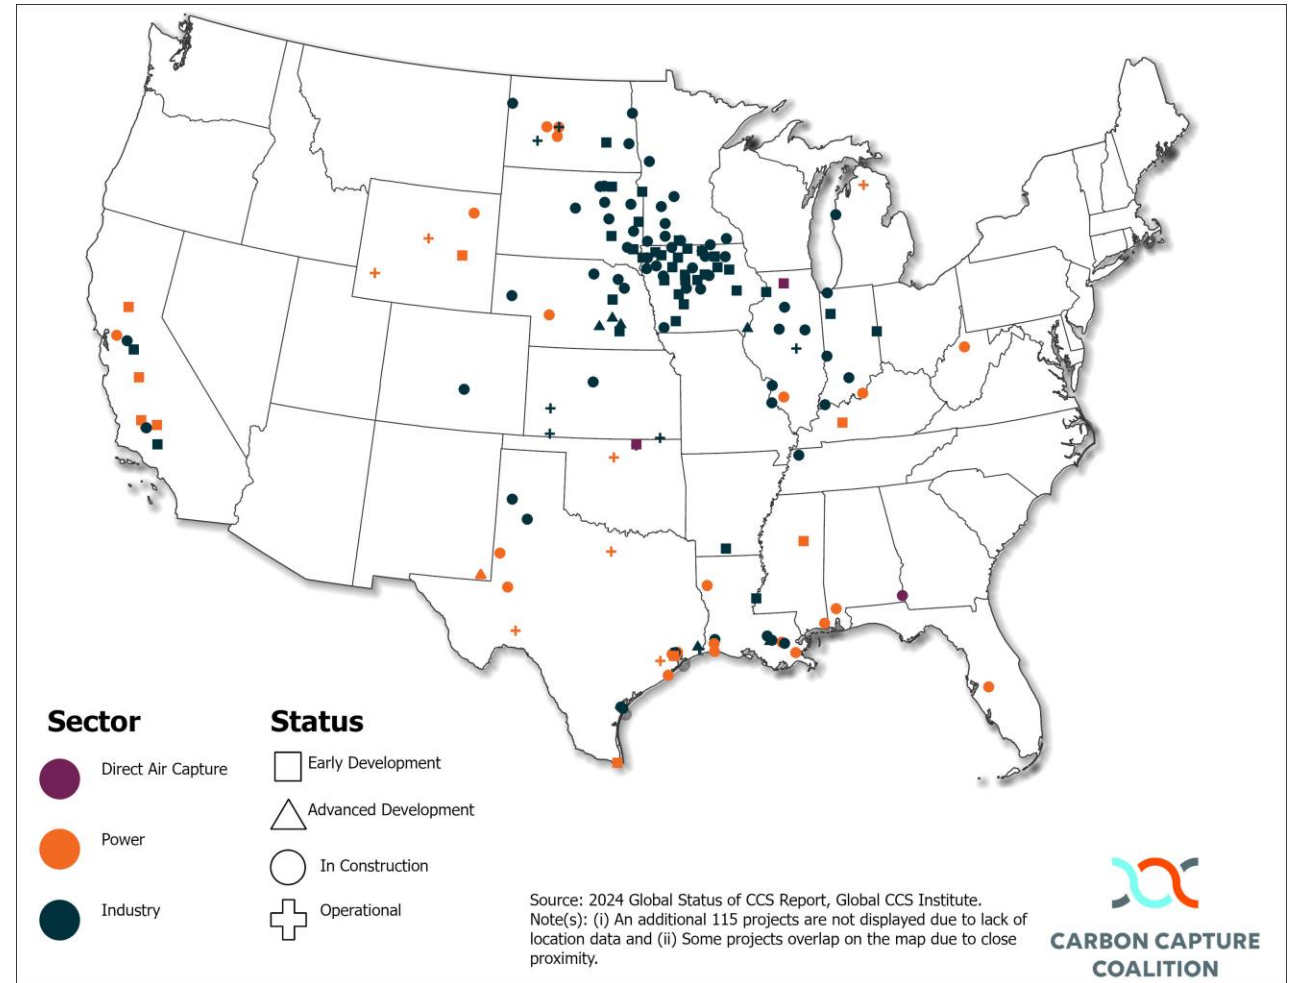 Sector
Direct Air Capture
Power
Industry
Status
Early Development
Advanced Development
In Construction
Operational
Source: 2024 Global Status of CCS Report, Global CCS Institute.
Note(s): (i) An additional 115 projects are not displayed due to lack of
location data and (ii) Some projects overlap on the map due to close
proximity.
CARBON CAPTURE
COALITION